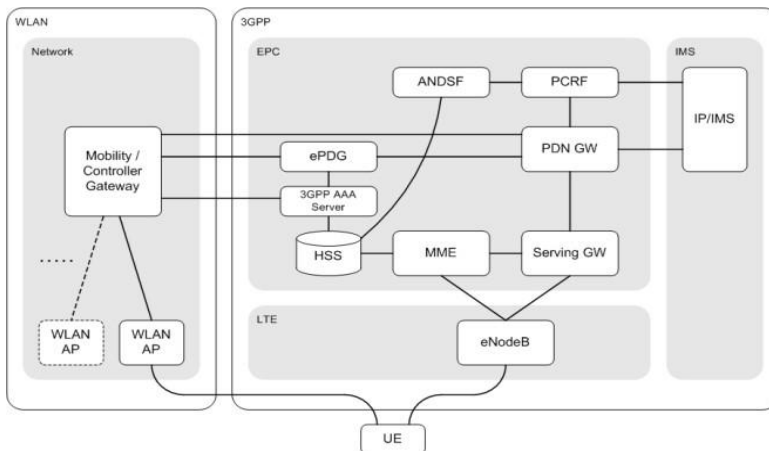 WLAN
3GPP
Network
EPC
IMS
ANDSF
PCRF
IP/IMS
Mobility /
Controller
Gateway
ePDG
PDN GW
3GPP AAA
Server
HSS
MME
Serving GW
.....
LTE
WLAN
AP
WLAN
AP
eNodeB
UE